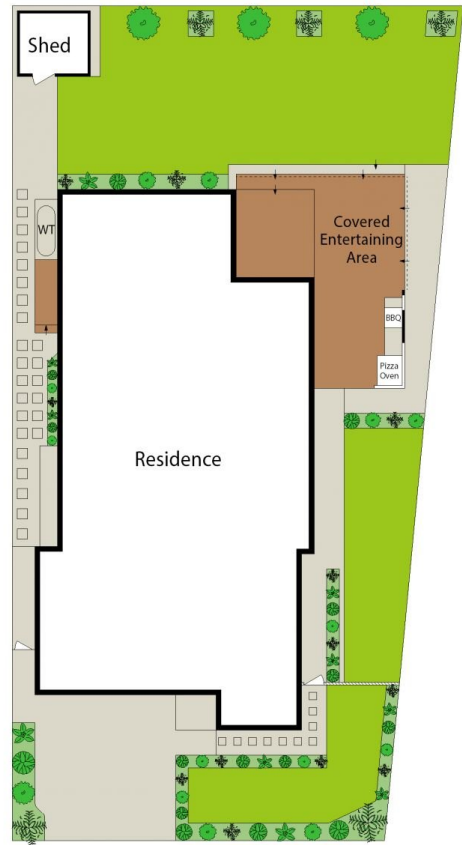 Shed
WT
Covered
Entertaining
Area
BBQ
Pizza
Oven
Residence